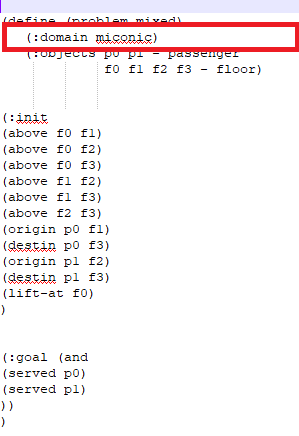 (define (problem mixed)
(:domain miconic)
(:objects p0 p1 - passenger
f0 f1 f2 f3 - floor)
(:init
(above f0 f1)
(above f0 f2)
(above f0 f3)
(above f1 f2)
(above f1 f3)
(above f2 f3)
(origin p0 f1)
(destin p0 f3)
(origin p1 f2)
(destin p1 f3)
(lift-at f0)
)
(:goal (and
(served p0)
(served p1)
))
)